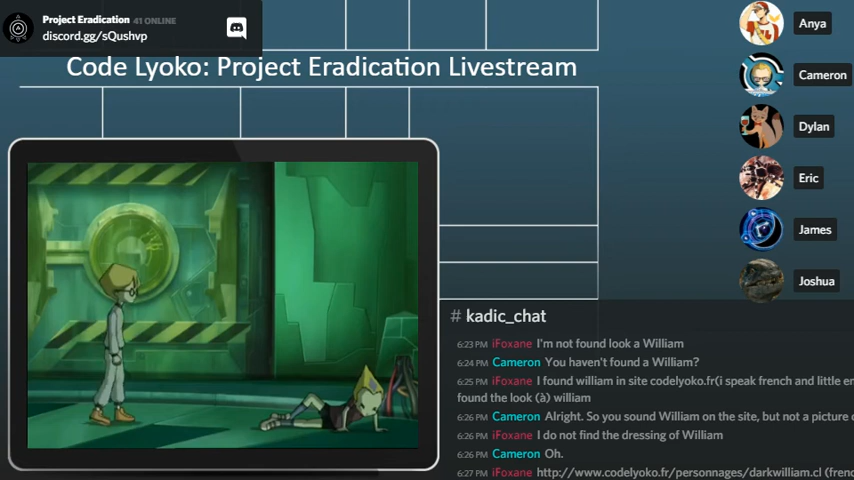 Project Eradication 41 ONLINE
discord.gg/sQushvp
Code Lyoko: Project Eradication Livestream
Anya
Cameron
Dylan
Eric
James
Joshua
# kadic_chat
6:23 PM iFoxane I'm not found look a William
6:24 PM Cameron You haven't found a William?
6:25 PM iFoxane I found william in site codelyoko.fr(i speak french and little en
found the look (à) william
6:26 PM Cameron Alright. So you sound William on the site, but not a picture o
6:26 PM iFoxane I do not find the dressing of William
6:26 PM Cameron Oh.
6:27 PM iFoxane http://www.codelyoko.fr/personnages/darkwilliam.cl (frenc